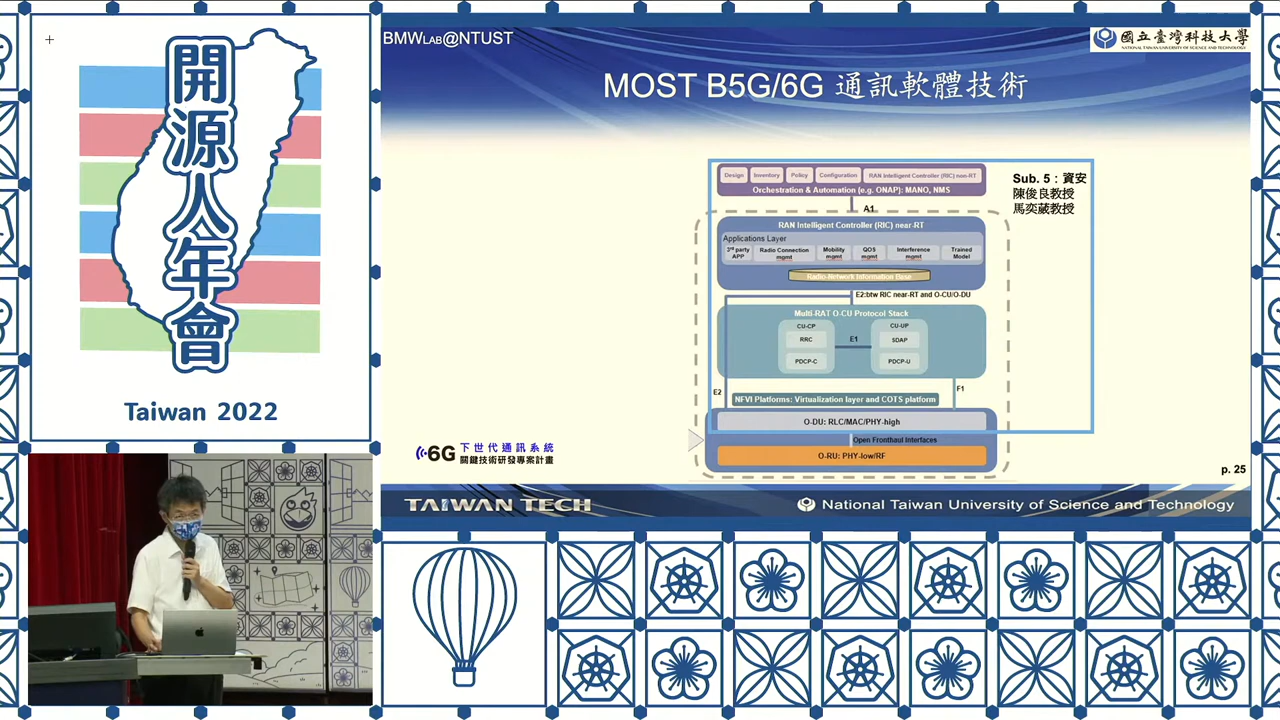 開源人年會
Taiwan 2022
BMWLAB@NTUST
國立臺灣科技大學
NATIONAL TAIWAN UNIVERSITY OF SCIENCE AND TECHNOLOGY
MOST B5G/6G 通訊軟體技術
Design Inventory Policy Configuration RAN Intelligent Controller (RIC) non-RT
Orchestration & Automation (e.g. ONAP): MANO, NMS
Sub. 5：資安
陳俊良教授
馬奕葳教授
A1
RAN Intelligent Controller (RIC) near-RT
Applications Layer
3rd party APP
Radio Connection mgmt
Mobility mgmt
QOS mgmt
Interference mgmt
Trained Model
Radio-Network Information Base
E2:btw RIC near-RT and O-CU/O-DU
Multi-RAT O-CU Protocol Stack
CU-CP
RRC
PDCP-C
E1
CU-UP
SDAP
PDCP-U
E2
F1
NFVI Platforms: Virtualization layer and COTS platform
O-DU: RLC/MAC/PHY-high
Open Fronthaul Interfaces
O-RU: PHY-low/RF
6G 下世代通訊系統
關鍵技術研發專案計畫
p. 25
TAIWAN TECH
National Taiwan University of Science and Technology